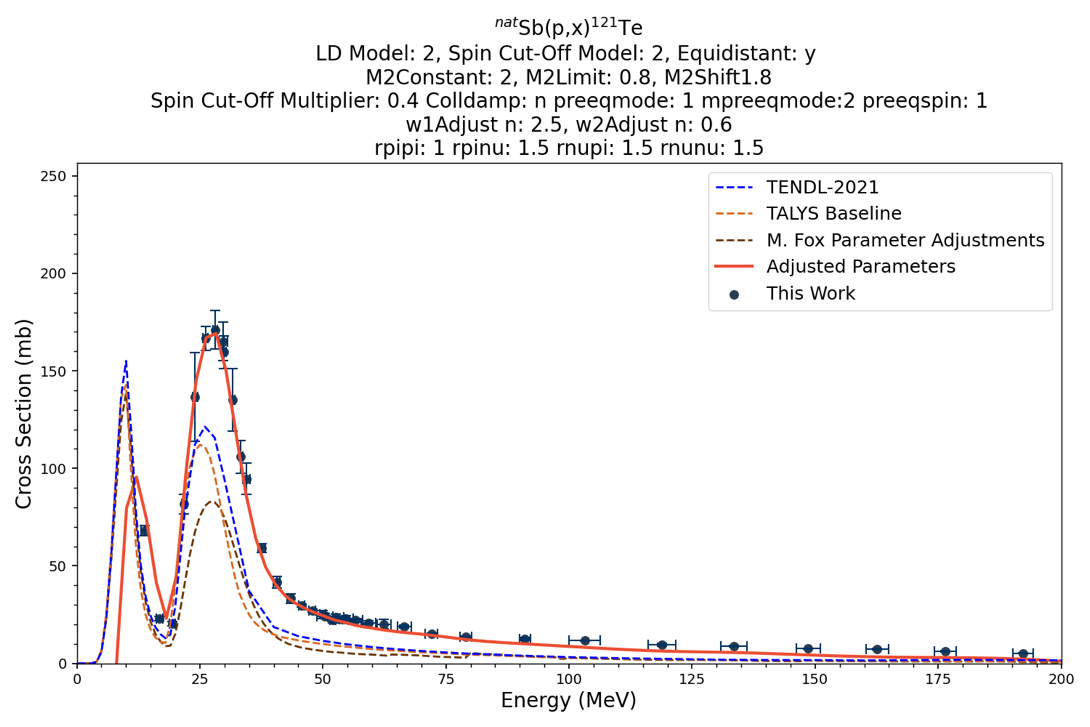 natSb(p,x)121Te
LD Model: 2, Spin Cut-Off Model: 2, Equidistant: y
M2Constant: 2, M2Limit: 0.8, M2Shift1.8
Spin Cut-Off Multiplier: 0.4 Colldamp: n preeqmode: 1 mpreeqmode:2 preeqspin: 1
w1Adjust n: 2.5, w2Adjust n: 0.6
rpipi: 1 rpinu: 1.5 rnupi: 1.5 rnunu: 1.5
TENDL-2021
TALYS Baseline
M. Fox Parameter Adjustments
Adjusted Parameters
This Work
Cross Section (mb)
250
200
150
100
50
0
0 25 50 75 100 125 150 175 200
Energy (MeV)